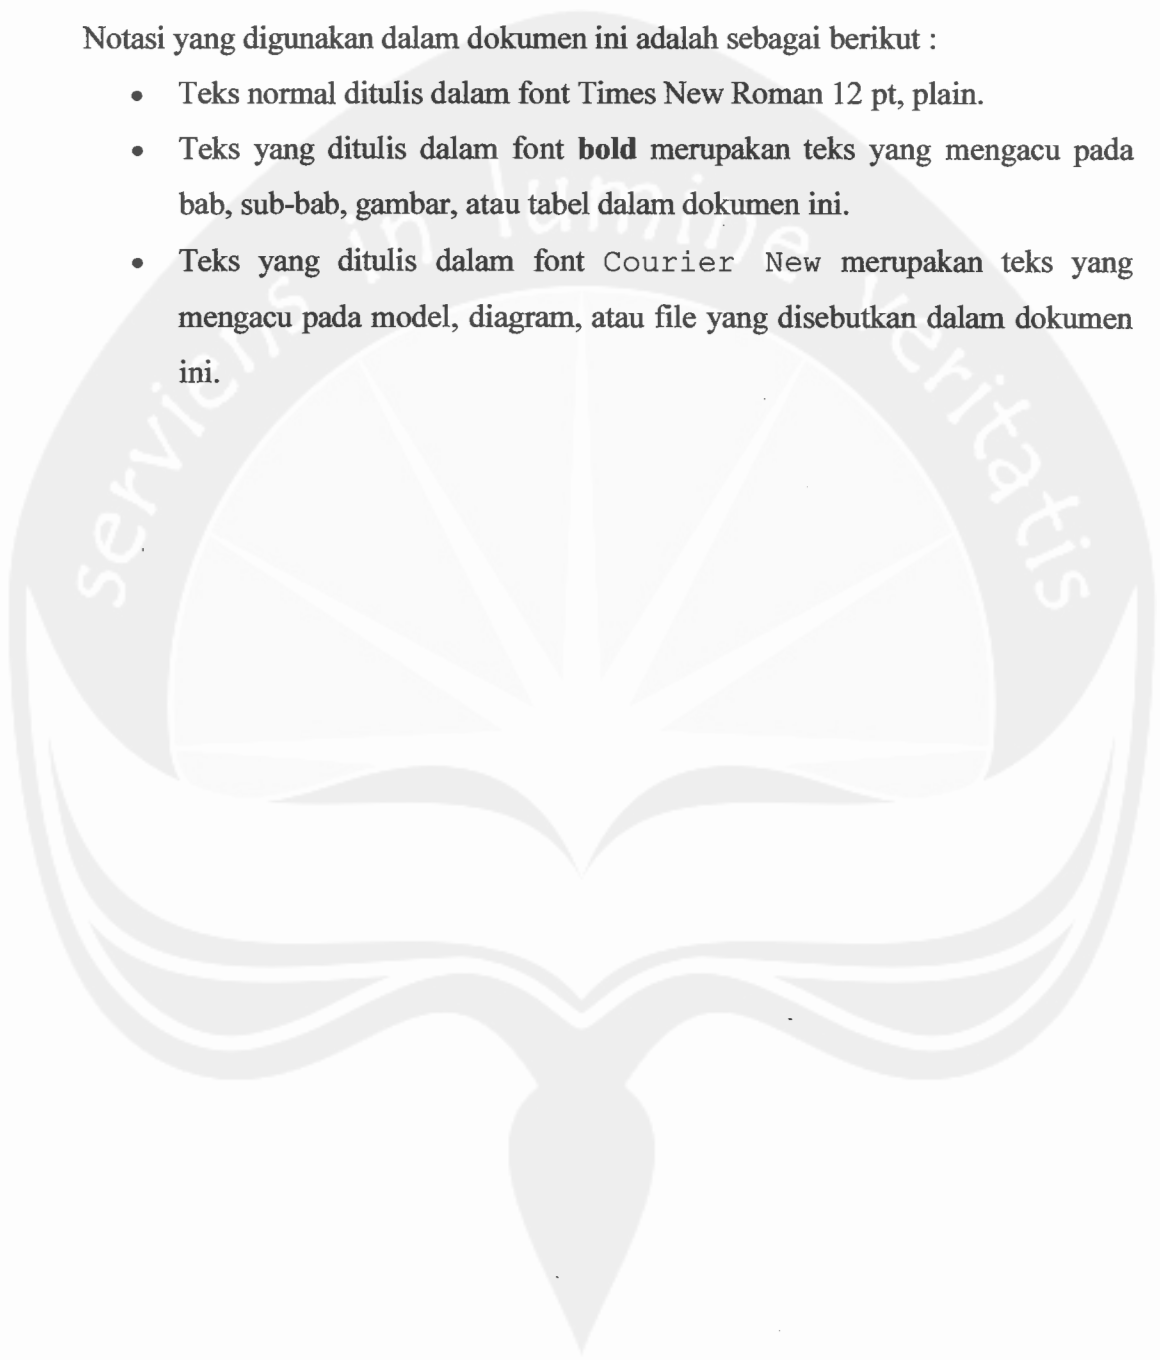 Notasi yang digunakan dalam dokumen ini adalah sebagai berikut :
• Teks normal ditulis dalam font Times New Roman 12 pt, plain.
• Teks yang ditulis dalam font bold merupakan teks yang mengacu pada
bab, sub-bab, gambar, atau tabel dalam dokumen ini.
• Teks yang ditulis dalam font Courier New merupakan teks yang
mengacu pada model, diagram, atau file yang disebutkan dalam dokumen
ini.
serviens in lumine veritatis